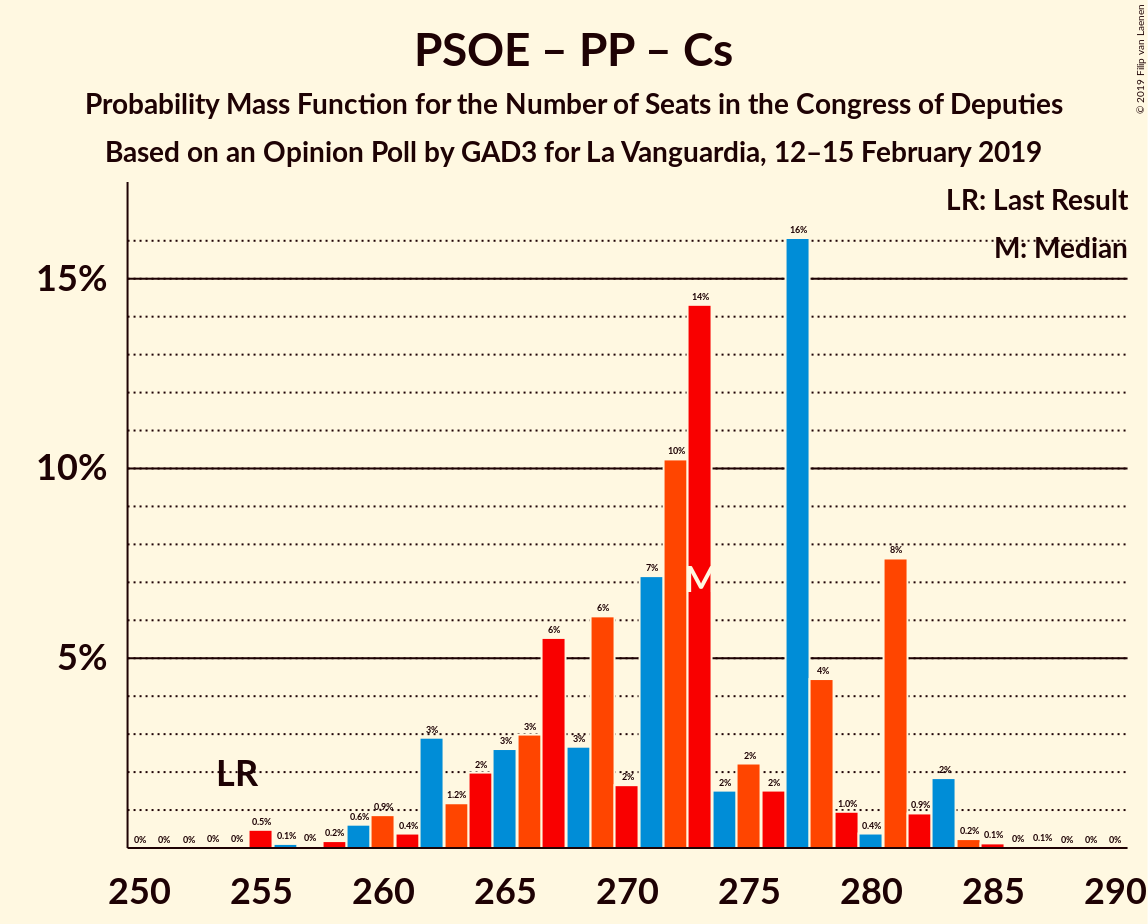 PSOE – PP – Cs
Probability Mass Function for the Number of Seats in the Congress of Deputies
Based on an Opinion Poll by GAD3 for La Vanguardia, 12–15 February 2019
© 2019 Filip van Laenen
LR: Last Result
M: Median
15%
10%
5%
0% 0% 0% 0% 0% 0.5% 0.1% 0% 0.2% 0.6% 0.9% 0.4% 3% 1.2% 2% 3% 3% 6% 3% 6% 2% 7% 10% 14% 2% 2% 2% 16% 4% 1.0% 0.4% 8% 0.9% 2% 0.2% 0.1% 0% 0.1% 0% 0% 0%
LR
M
250 255 260 265 270 275 280 285 290